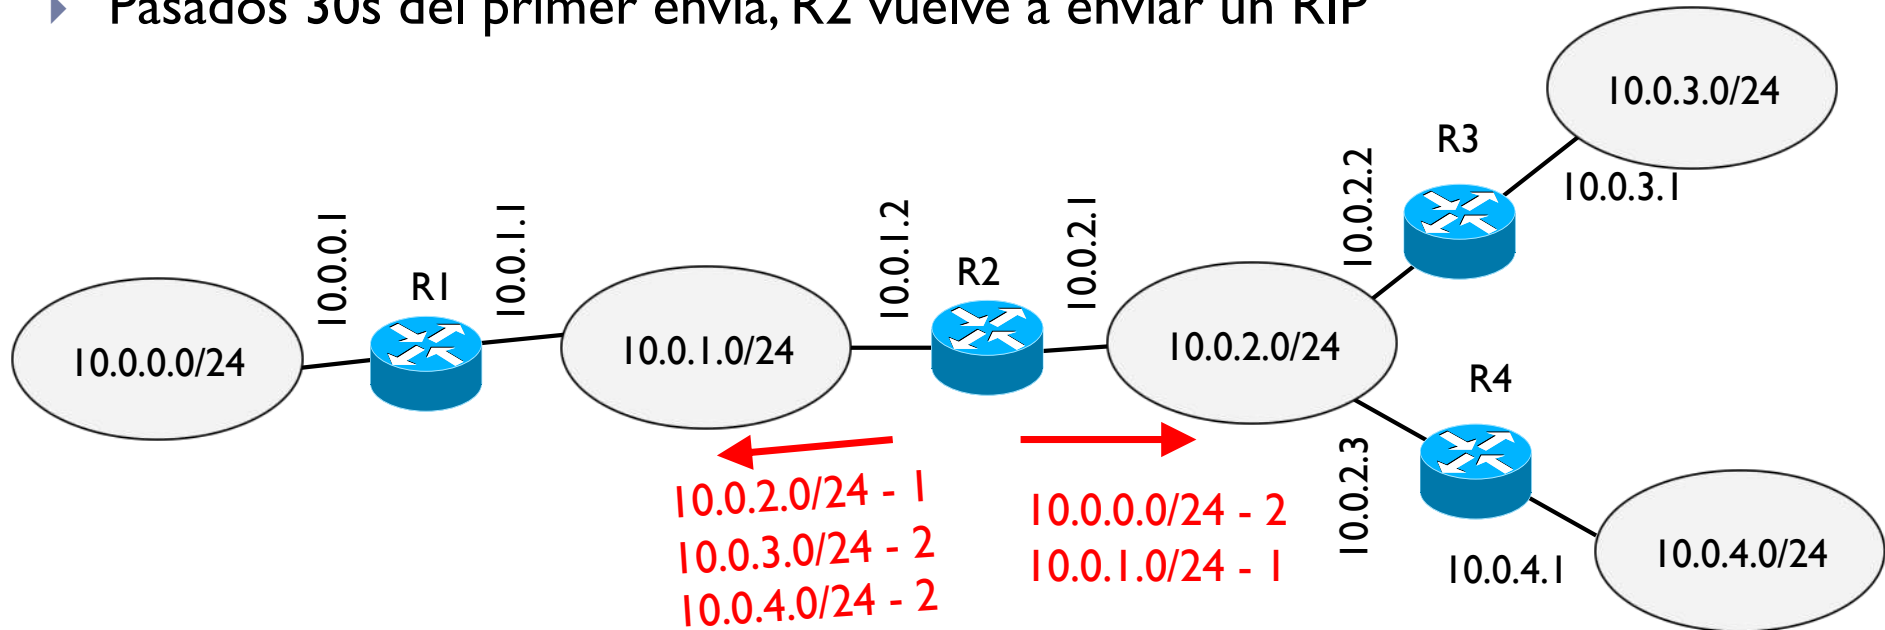 Pasados 30s del primer envía, R2 vuelve a enviar un RIP
10.0.3.0/24
R3
10.0.3.1
10.0.2.2
10.0.0.1
R1
10.0.1.1
10.0.1.2
R2
10.0.2.1
10.0.0.0/24
10.0.1.0/24
10.0.2.0/24
R4
10.0.2.3
10.0.4.1
10.0.4.0/24
10.0.2.0/24 - 1
10.0.3.0/24 - 2
10.0.4.0/24 - 2
10.0.0.0/24 - 2
10.0.1.0/24 - 1